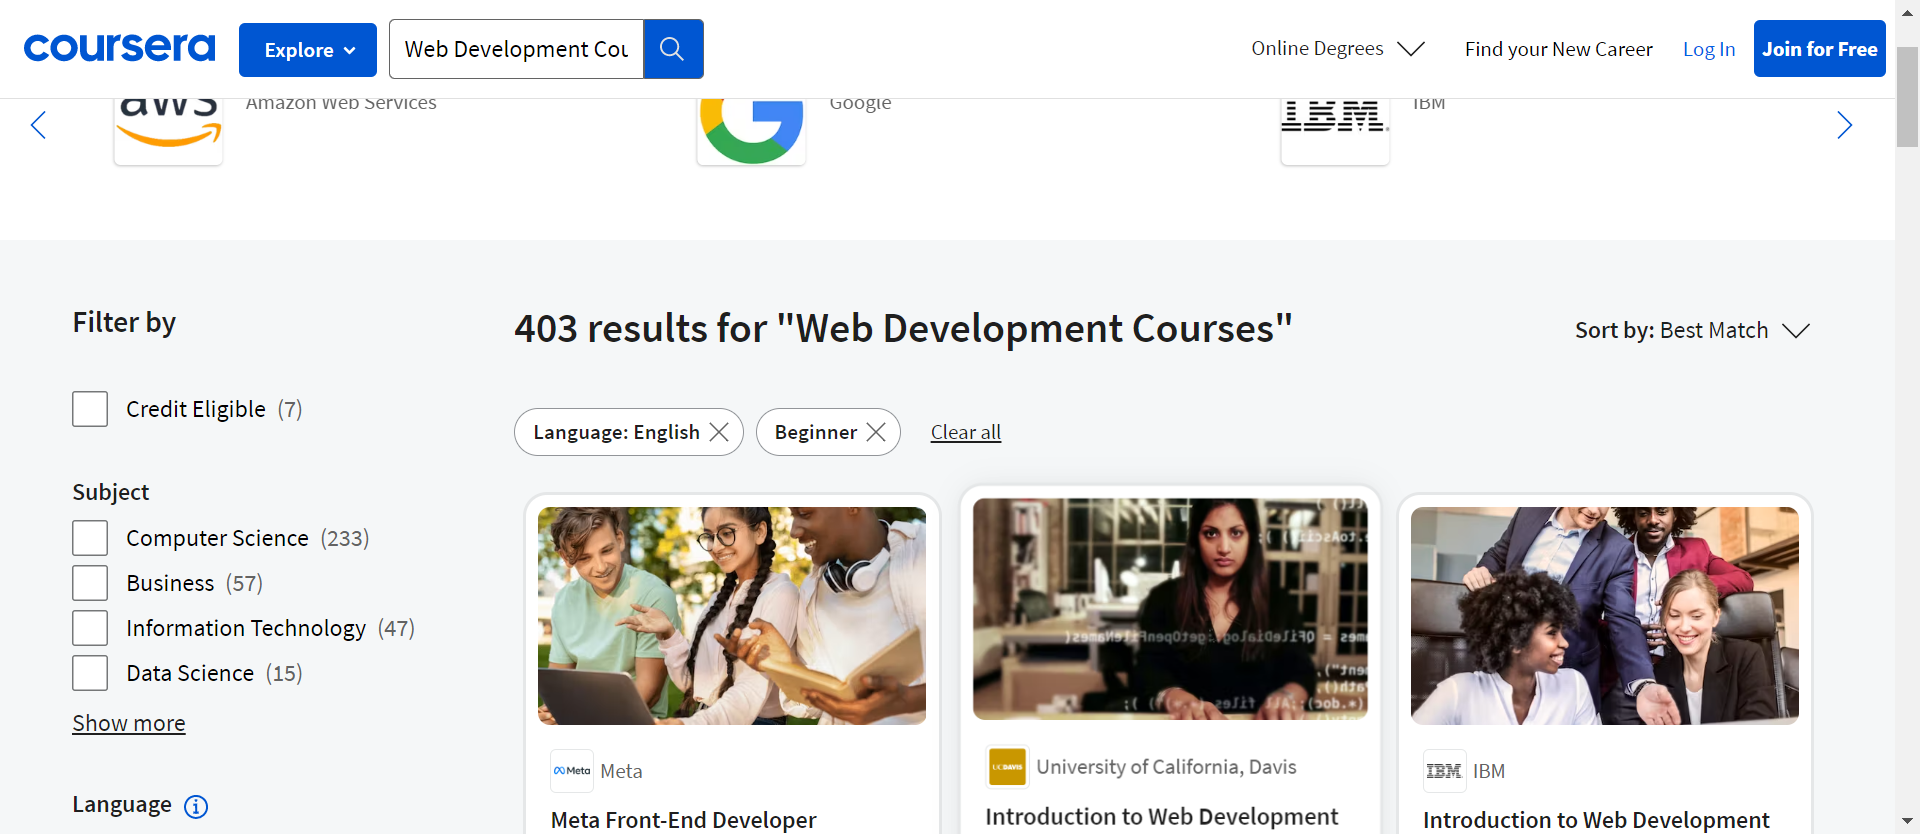 coursera
Explore
Web Development Cou
Online Degrees
Find your New Career
Log In
Join for Free
aws
Amazon Web Services
Google
IBM
IBM
Filter by
403 results for "Web Development Courses"
Sort by: Best Match
Credit Eligible (7)
Language: English
Beginner
Clear all
Subject
Computer Science (233)
Business (57)
Information Technology (47)
Data Science (15)
Show more
Language
Meta
Meta
Meta Front-End Developer
UCDAVIS
University of California, Davis
Introduction to Web Development
IBM
IBM
Introduction to Web Development